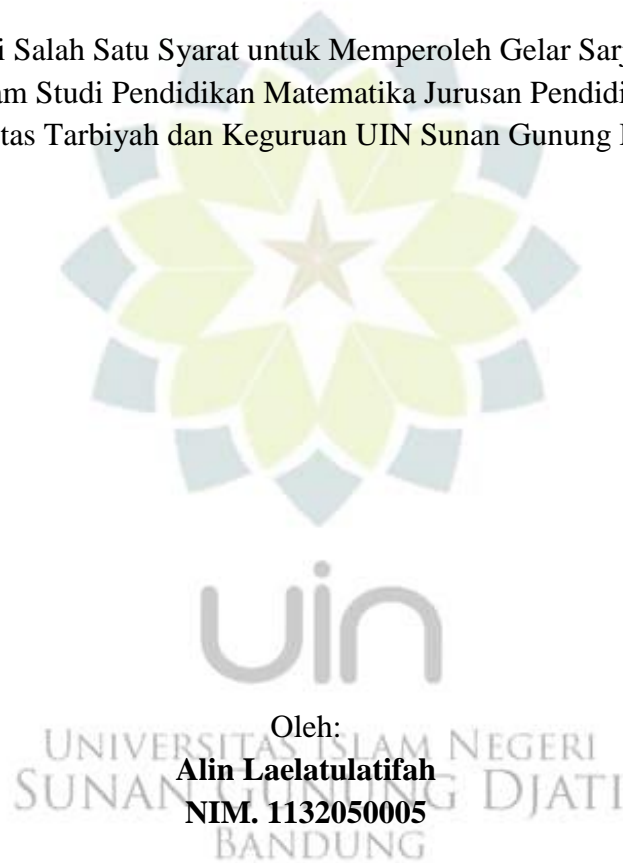 i Salah Satu Syarat untuk Memperoleh Gelar Sarj
am Studi Pendidikan Matematika Jurusan Pendidi
tas Tarbiyah dan Keguruan UIN Sunan Gunung
uin
Oleh:
UNIVERSITAS ISLAM NEGERI
Alin Laelatulatifah
SUNAN GUNUNG DJATI
NIM. 1132050005
BANDUNG